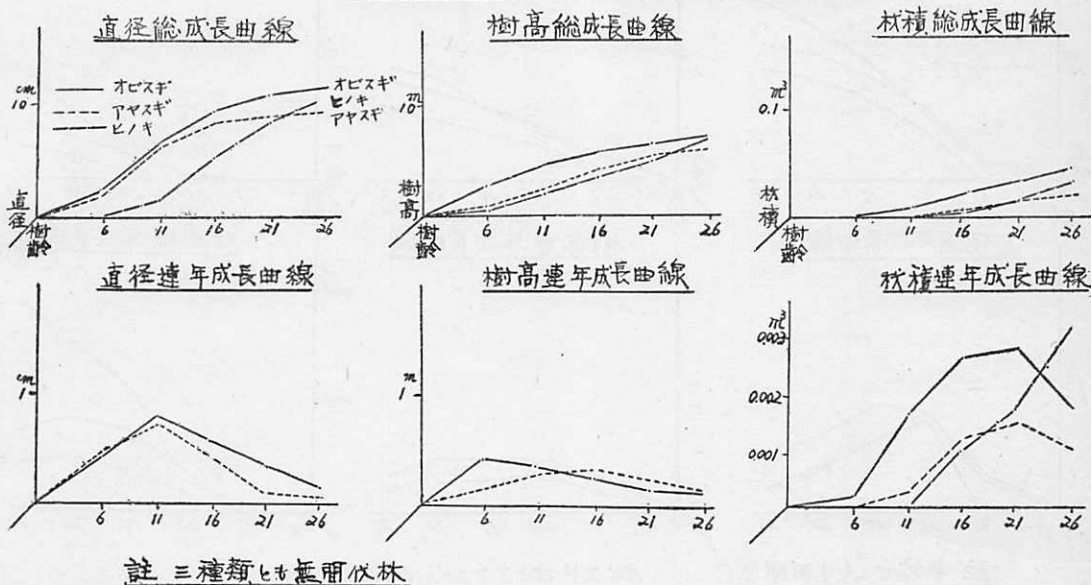 直径総成長曲線
cm
10
オビスギ
アヤスギ
ヒノキ
オビスギ
ヒノキ
アヤスギ
直径
樹齢
6 11 16 21 26
樹高総成長曲線
m
10
樹高
6 11 16 21 26
材積総成長曲線
m³
0.1
材積
樹齢
6 11 16 21 26
直径連年成長曲線
cm
1
6 11 16 21 26
樹高連年成長曲線
m
1
6 11 16 21 26
材積連年成長曲線
m³
0.003
0.002
0.001
6 11 16 21 26
註 三種類とも無間伐林